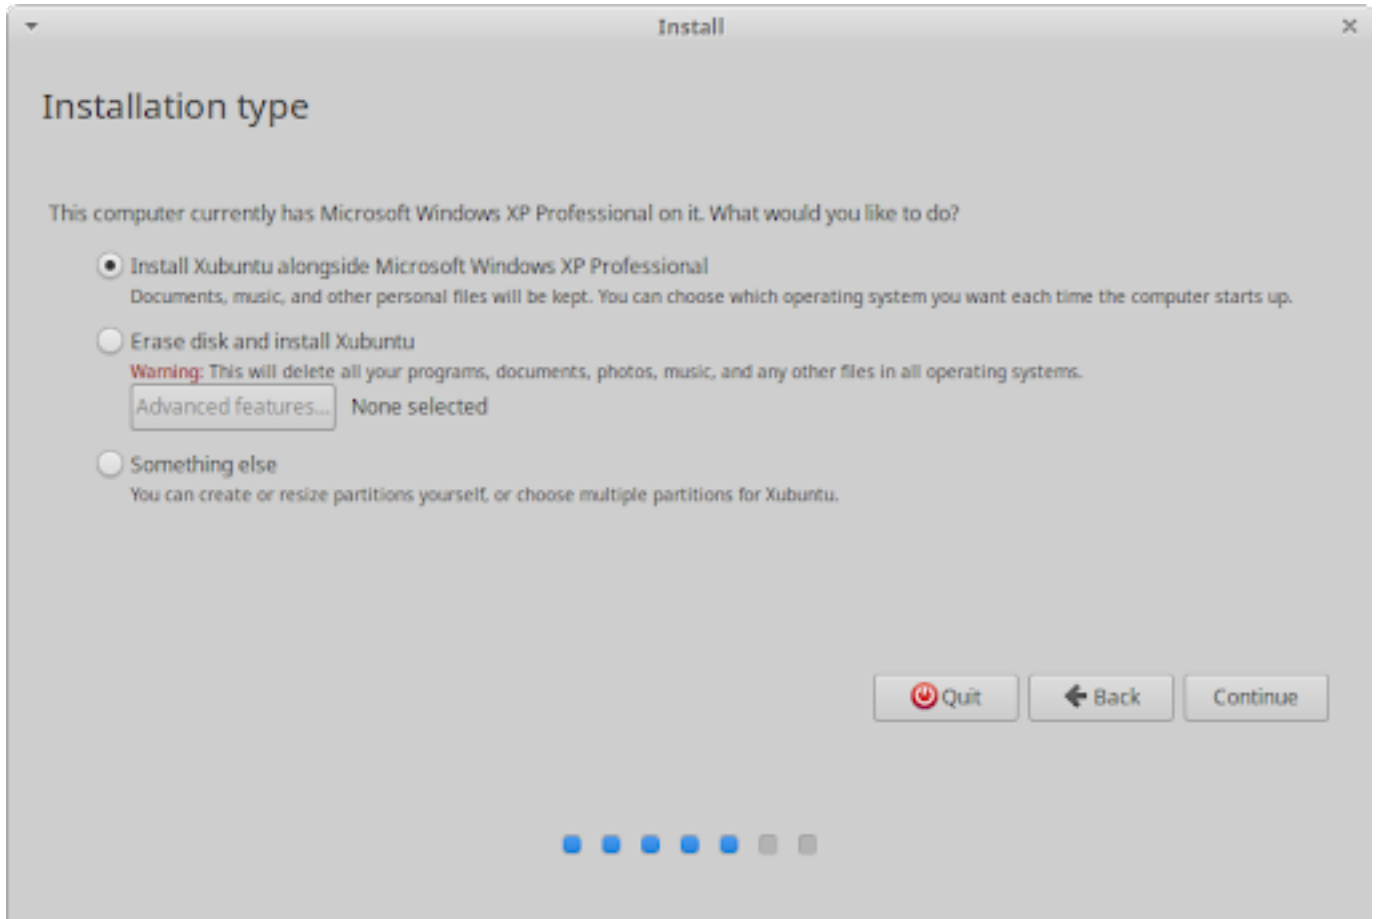 Install
Installation type
This computer currently has Microsoft Windows XP Professional on it. What would you like to do?
Install Xubuntu alongside Microsoft Windows XP Professional
Documents, music, and other personal files will be kept. You can choose which operating system you want each time the computer starts up.
Erase disk and install Xubuntu
Warning: This will delete all your programs, documents, photos, music, and any other files in all operating systems.
Advanced features... None selected
Something else
You can create or resize partitions yourself, or choose multiple partitions for Xubuntu.
Quit Back Continue